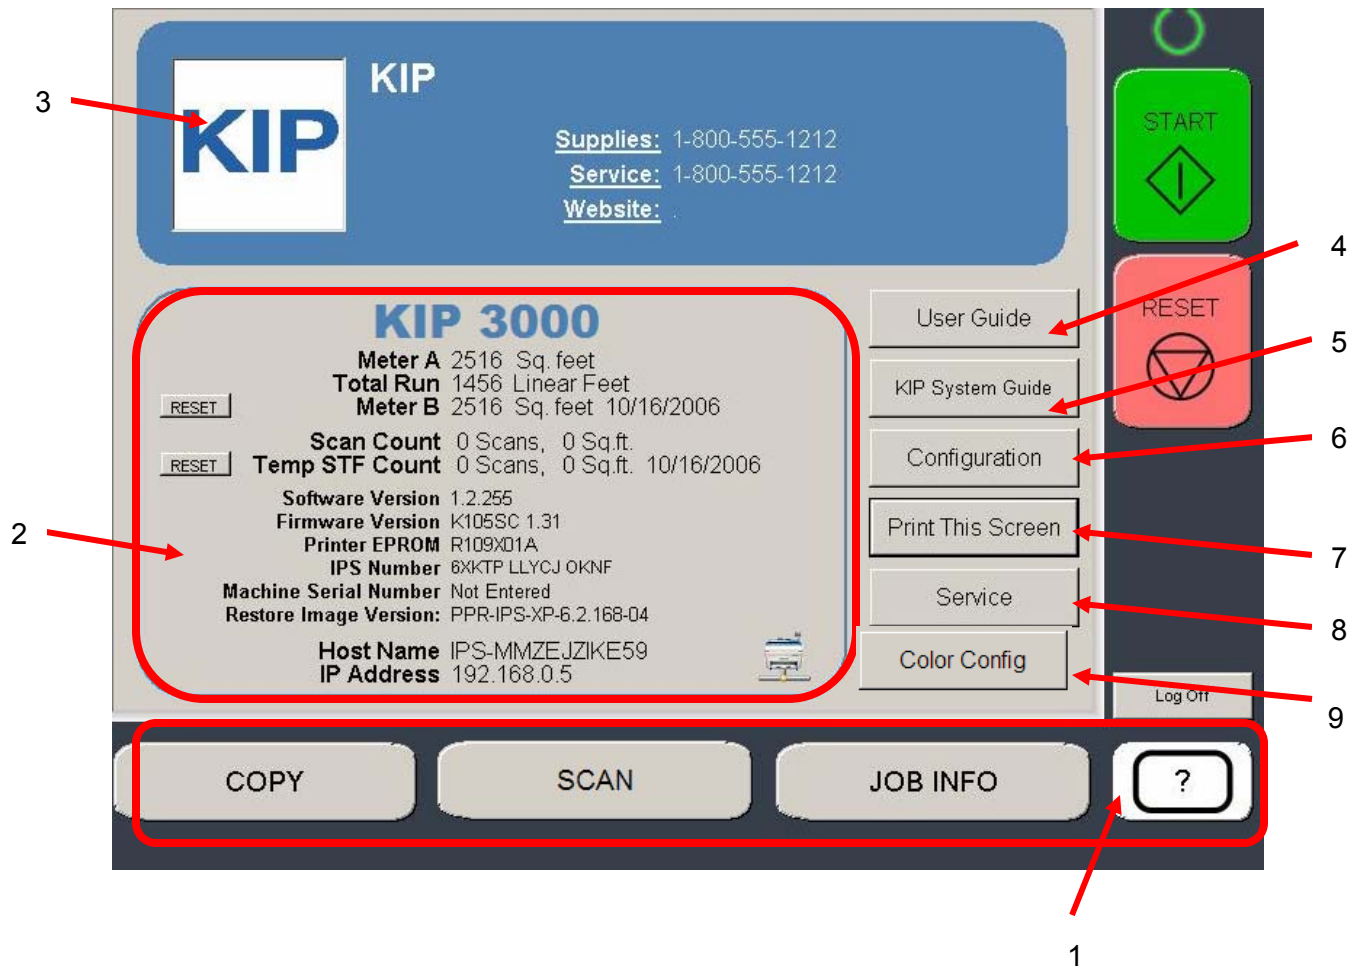 KIP
3
KIP
Supplies: 1-800-555-1212
Service: 1-800-555-1212
Website: .
START
4
KIP 3000
User Guide
RESET
5
Meter A 2516 Sq. feet
Total Run 1456 Linear Feet
RESET Meter B 2516 Sq. feet 10/16/2006
KIP System Guide
6
Scan Count 0 Scans, 0 Sq.ft.
RESET Temp STF Count 0 Scans, 0 Sq.ft. 10/16/2006
Configuration
Software Version 1.2.255
Firmware Version K105SC 1.31
Printer EPROM R109X01A
IPS Number 6XKTP LLYCJ OKNF
Machine Serial Number Not Entered
Restore Image Version: PPR-IPS-XP-6.2.168-04
2
Print This Screen
7
Service
8
Host Name IPS-MMZEJZIKE59
IP Address 192.168.0.5
Color Config
Log Off
9
COPY
SCAN
JOB INFO
?
1